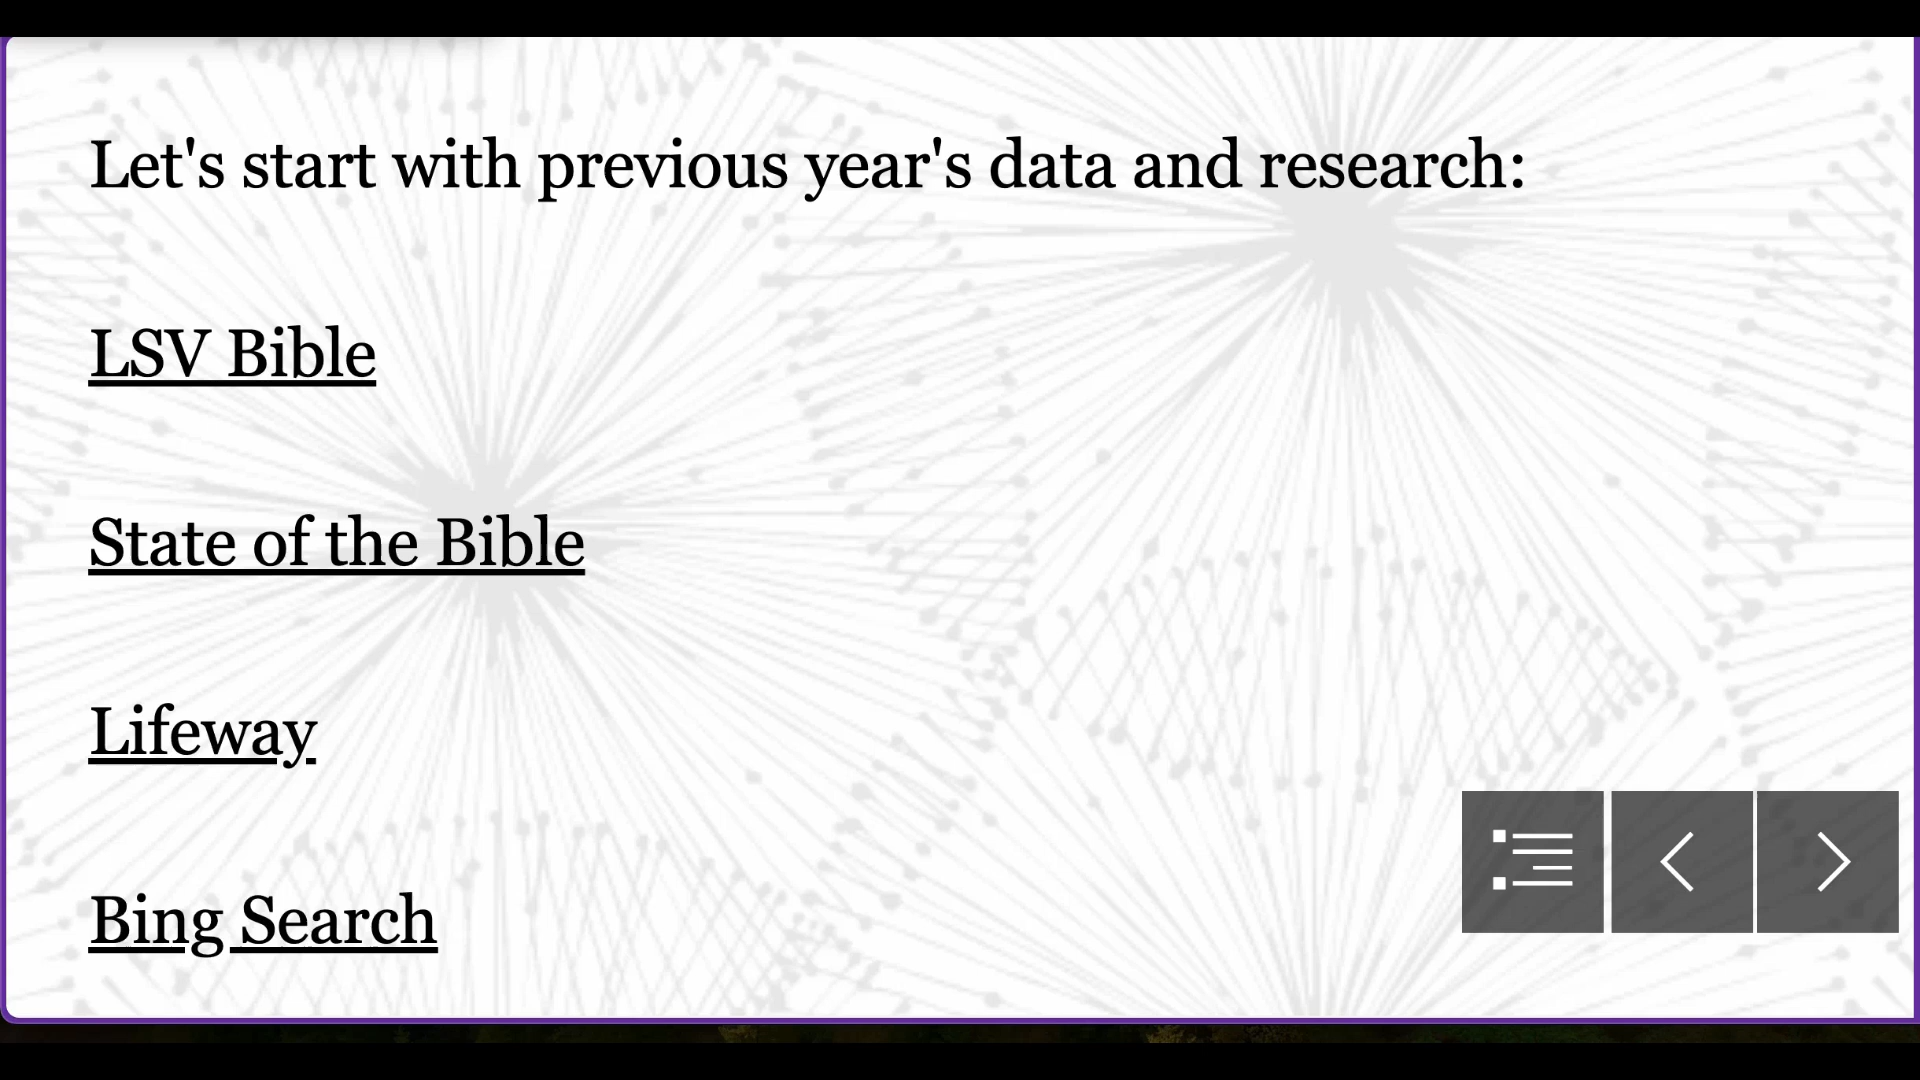 Let's start with previous year's data and research:
LSV Bible
State of the Bible
Lifeway
Bing Search